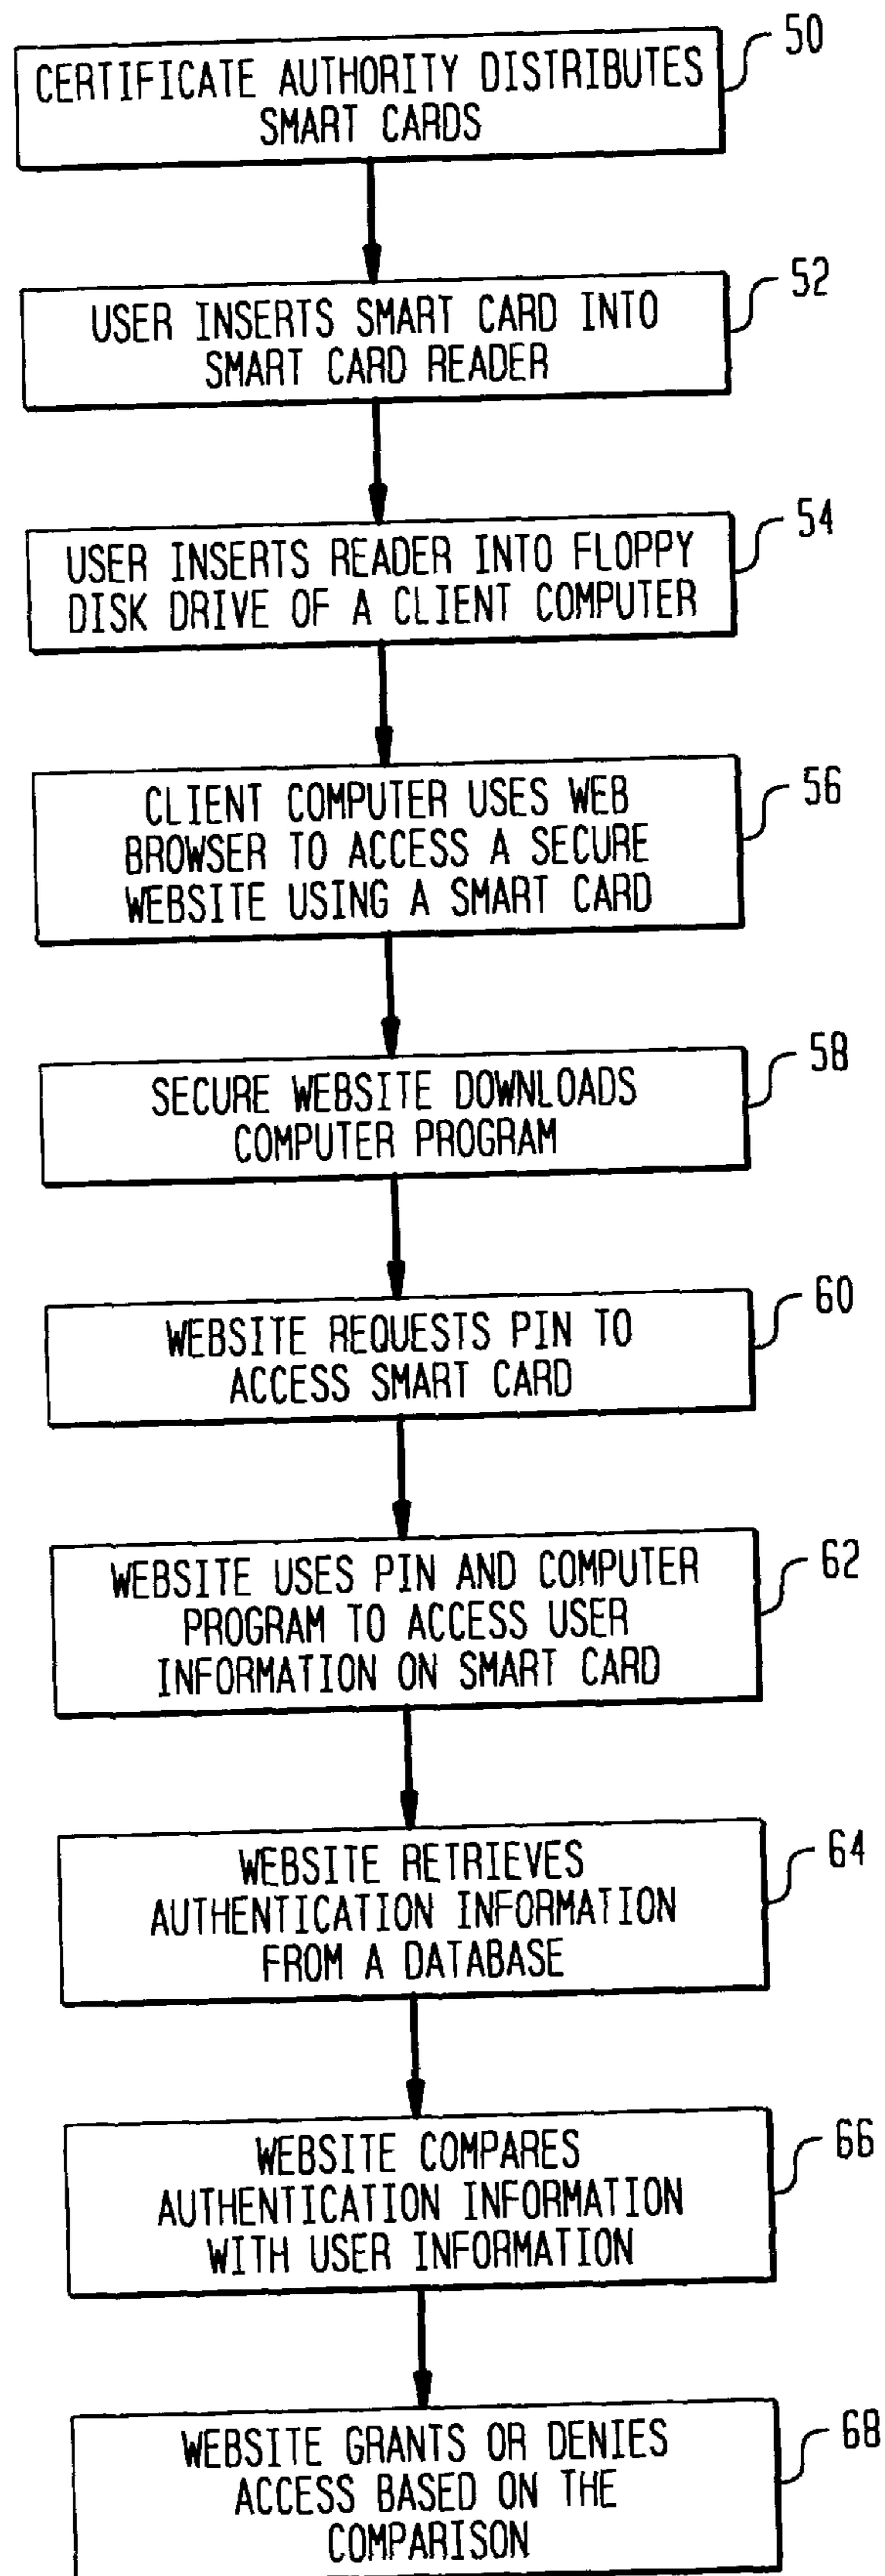 50
CERTIFICATE AUTHORITY DISTRIBUTES
SMART CARDS
52
USER INSERTS SMART CARD INTO
SMART CARD READER
54
USER INSERTS READER INTO FLOPPY
DISK DRIVE OF A CLIENT COMPUTER
56
CLIENT COMPUTER USES WEB
BROWSER TO ACCESS A SECURE
WEBSITE USING A SMART CARD
58
SECURE WEBSITE DOWNLOADS
COMPUTER PROGRAM
60
WEBSITE REQUESTS PIN TO
ACCESS SMART CARD
62
WEBSITE USES PIN AND COMPUTER
PROGRAM TO ACCESS USER
INFORMATION ON SMART CARD
64
WEBSITE RETRIEVES
AUTHENTICATION INFORMATION
FROM A DATABASE
66
WEBSITE COMPARES
AUTHENTICATION INFORMATION
WITH USER INFORMATION
68
WEBSITE GRANTS OR DENIES
ACCESS BASED ON THE
COMPARISON